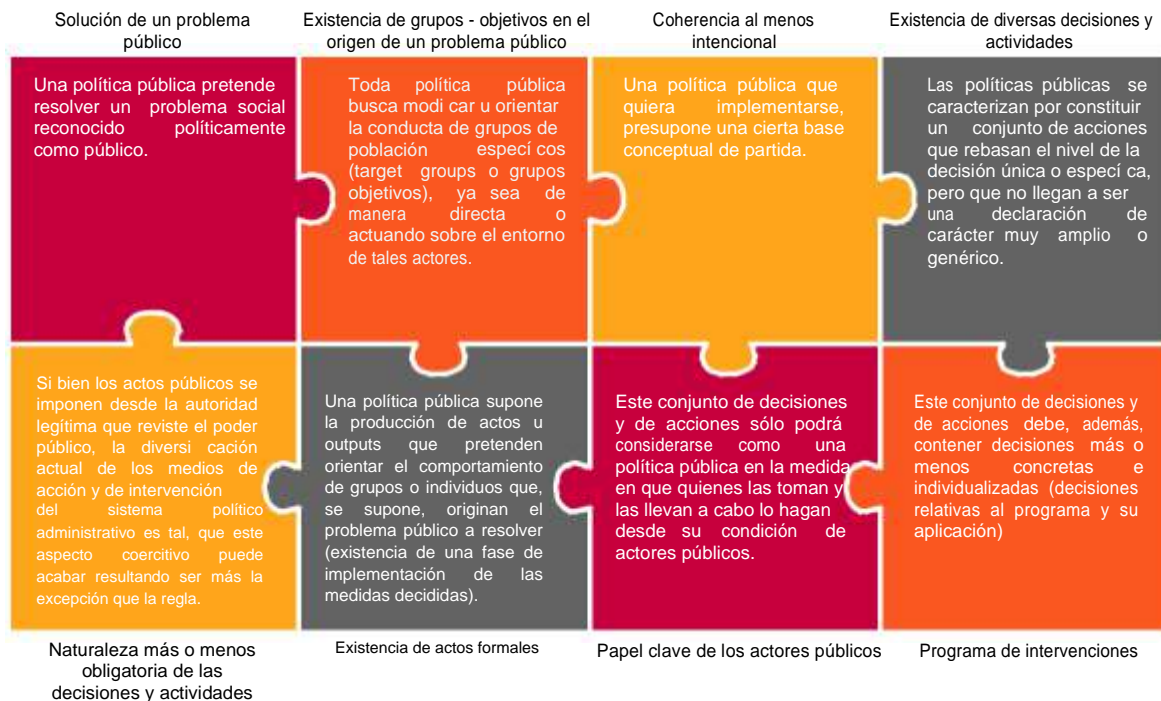 Solución de un problema
público
Existencia de grupos - objetivos en el
origen de un problema público
Coherencia al menos
intencional
Existencia de diversas decisiones y
actividades
Una política pública pretende
resolver un problema social
reconocido políticamente
como público.
Toda política pública
busca modi car u orientar
la conducta de grupos de
población especí cos
(target groups o grupos
objetivos), ya sea de
manera directa o
actuando sobre el entorno
de tales actores.
Una política pública que
quiera implementarse,
presupone una cierta base
conceptual de partida.
Las políticas públicas se
caracterizan por constituir
un conjunto de acciones
que rebasan el nivel de la
decisión única o especí ca,
pero que no llegan a ser
una declaración de
carácter muy amplio o
genérico.
Si bien los actos públicos se
imponen desde la autoridad
legítima que reviste el poder
público, la diversi cación
actual de los medios de
acción y de intervención
del sistema político
administrativo es tal, que este
aspecto coercitivo puede
acabar resultando ser más la
excepción que la regla.
Una política pública supone
la producción de actos u
outputs que pretenden
orientar el comportamiento
de grupos o individuos que,
se supone, originan el
problema público a resolver
(existencia de una fase de
implementación de las
medidas decididas).
Este conjunto de decisiones
y de acciones sólo podrá
considerarse como una
política pública en la medida
en que quienes las toman y
las llevan a cabo lo hagan
desde su condición de
actores públicos.
Este conjunto de decisiones y
de acciones debe, además,
contener decisiones más o
menos concretas e
individualizadas (decisiones
relativas al programa y su
aplicación)
Naturaleza más o menos
obligatoria de las
decisiones y actividades
Existencia de actos formales
Papel clave de los actores públicos
Programa de intervenciones